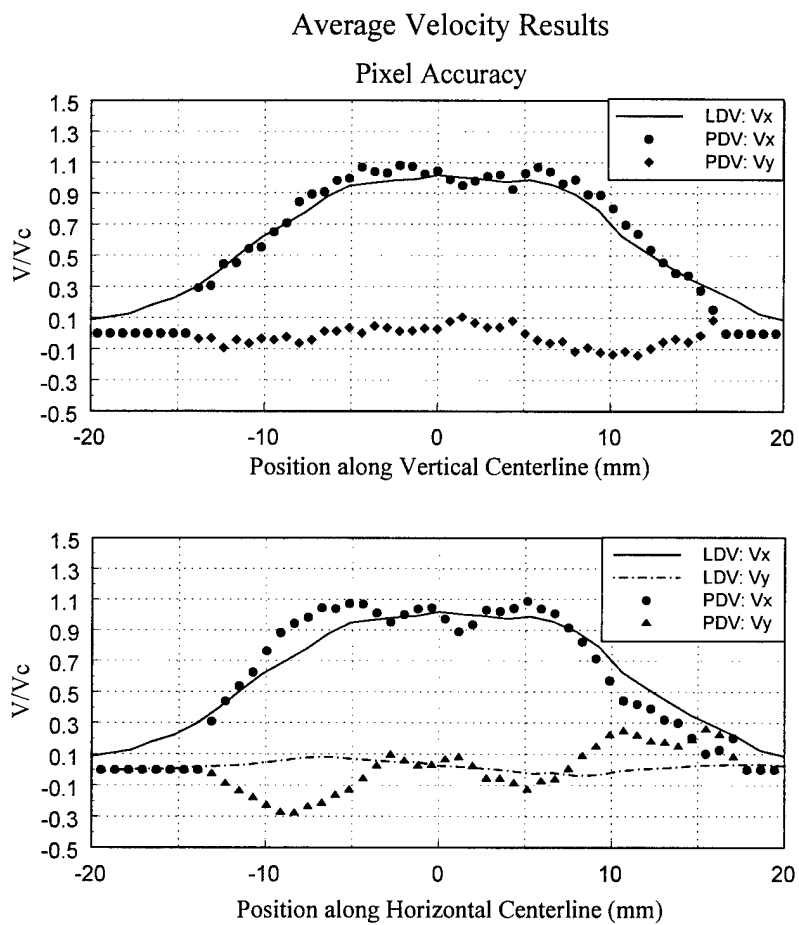 Average Velocity Results
Pixel Accuracy
1.5
1.3
1.1
0.9
0.7
0.5
0.3
0.1
-0.1
-0.3
-0.5
V/Vc
LDV: Vx
PDV: Vx
PDV: Vy
-20
-10
0
10
20
Position along Vertical Centerline (mm)
1.5
1.3
1.1
0.9
0.7
0.5
0.3
0.1
-0.1
-0.3
-0.5
V/Vc
LDV: Vx
LDV: Vy
PDV: Vx
PDV: Vy
-20
-10
0
10
20
Position along Horizontal Centerline (mm)